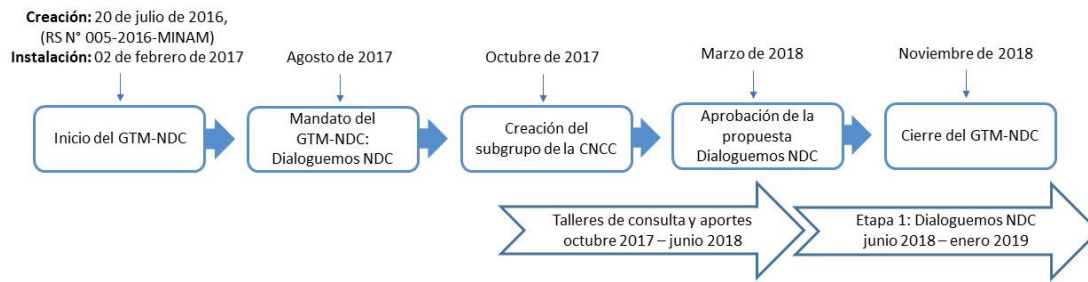 Creación: 20 de julio de 2016,
(RS N° 005-2016-MINAM)
Instalación: 02 de febrero de 2017
Agosto de 2017
Octubre de 2017
Marzo de 2018
Noviembre de 2018
Inicio del GTM-NDC
Mandato del
GTM-NDC:
Dialoguemos NDC
Creación del
subgrupo de la CNCC
Aprobación de la
propuesta
Dialoguemos NDC
Cierre del GTM-NDC
Talleres de consulta y aportes
octubre 2017 – junio 2018
Etapa 1: Dialoguemos NDC
junio 2018 – enero 2019